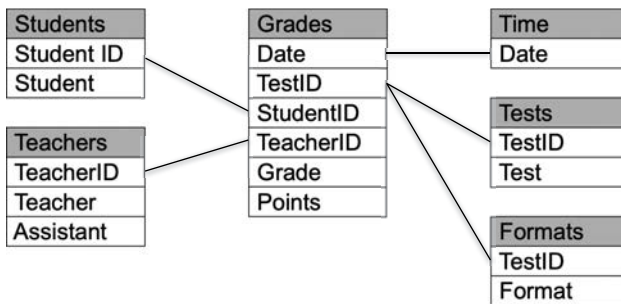 Students
Student ID
Student
Teachers
TeacherID
Teacher
Assistant
Grades
Date
TestID
StudentID
TeacherID
Grade
Points
Time
Date
Tests
TestID
Test
Formats
TestID
Format